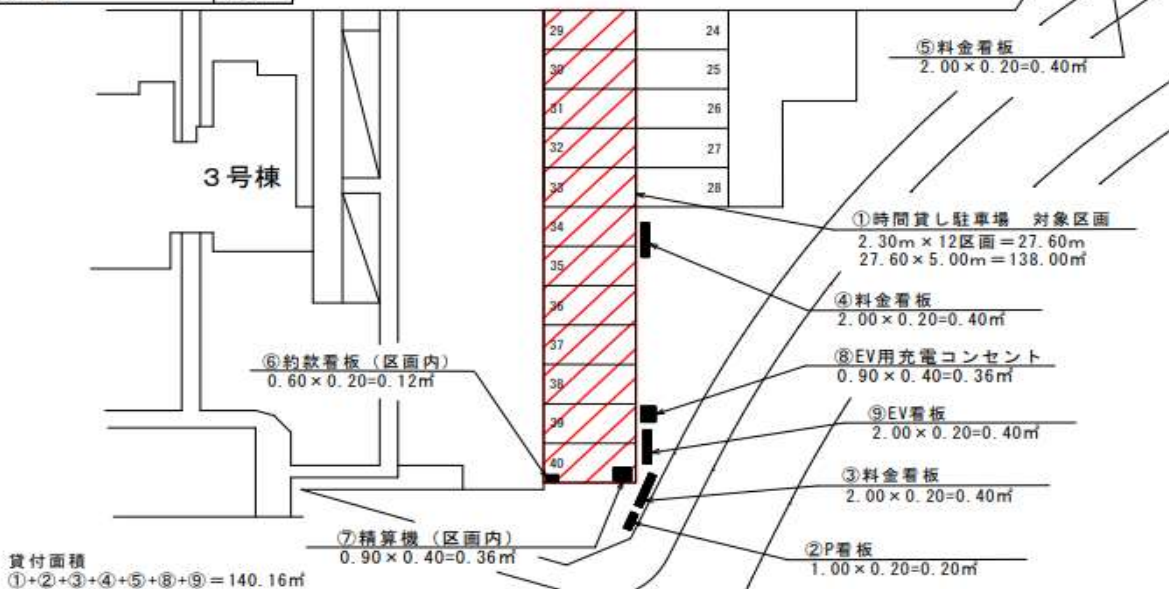 29
30
31
32
33
34
35
36
37
38
39
40
24
25
26
27
28
3号棟
⑤料金看板
2.00×0.20=0.40㎡
①時間貸し駐車場 対象区画
2.30m×12区画=27.60m
27.60×5.00m=138.00㎡
④料金看板
2.00×0.20=0.40㎡
⑥約款看板(区画内)
0.60×0.20=0.12㎡
⑧EV用充電コンセント
0.90×0.40=0.36㎡
⑨EV看板
2.00×0.20=0.40㎡
③料金看板
2.00×0.20=0.40㎡
⑦精算機(区画内)
0.90×0.40=0.36㎡
②P看板
1.00×0.20=0.20㎡
貸付面積
①+②+③+④+⑤+⑧+⑨=140.16㎡